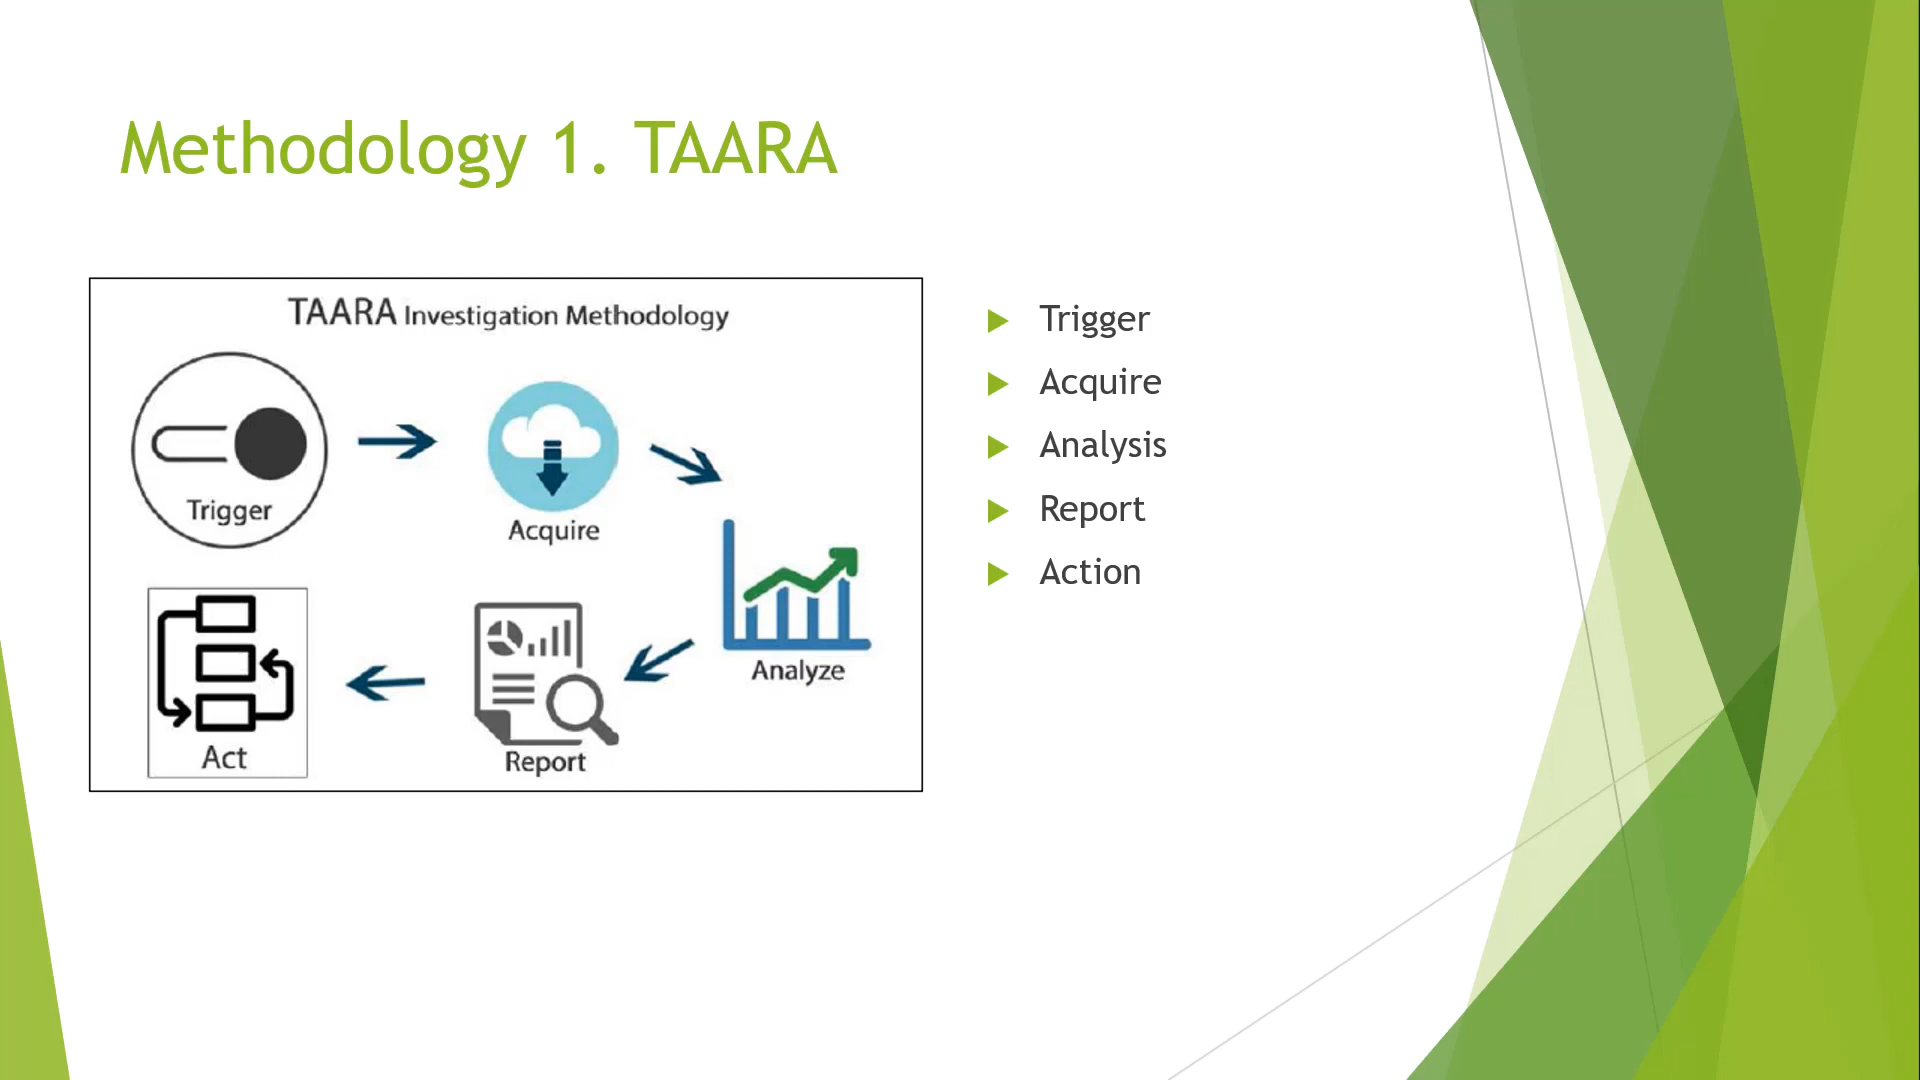 Methodology 1. TAARA
TAARA Investigation Methodology
Trigger
Acquire
Analyze
Report
Act
Trigger
Acquire
Analysis
Report
Action